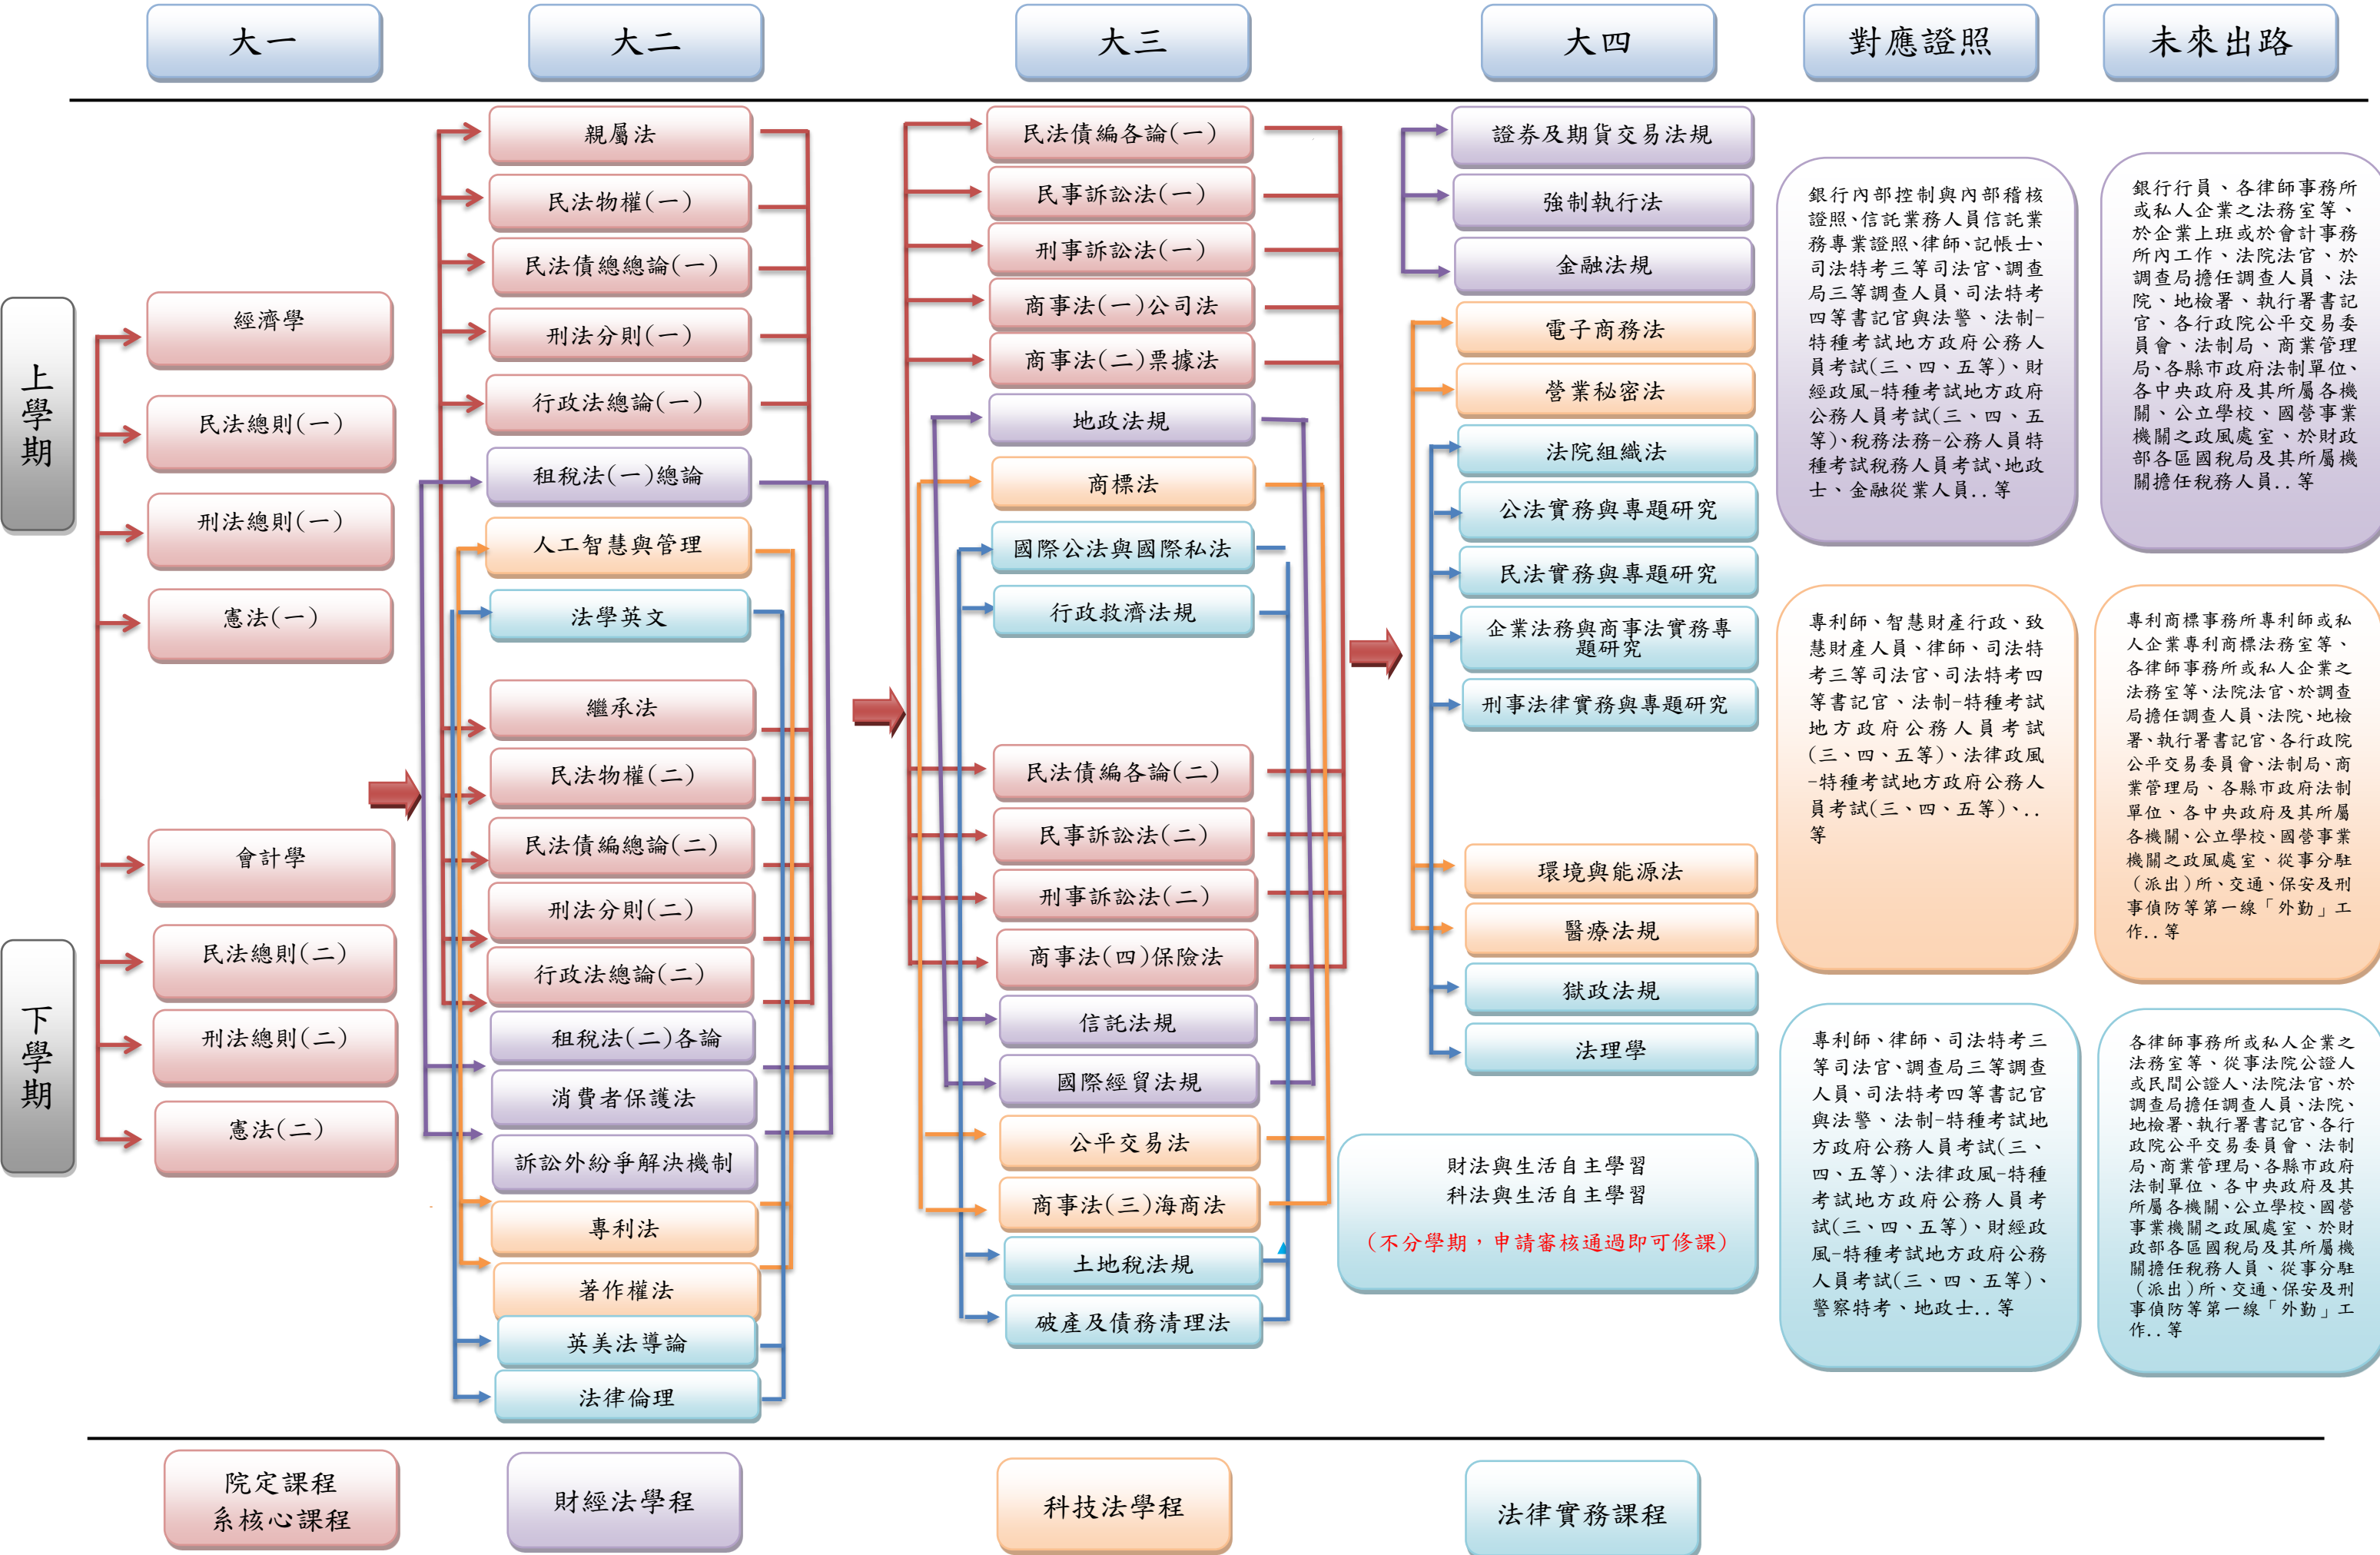 大一
大二
大三
大四
對應證照
未來出路
上學期
下學期
經濟學
民法總則(一)
刑法總則(一)
憲法(一)
會計學
民法總則(二)
刑法總則(二)
憲法(二)
親屬法
民法物權(一)
民法債總總論(一)
刑法分則(一)
行政法總論(一)
租稅法(一)總論
人工智慧與管理
法學英文
繼承法
民法物權(二)
民法債編總論(二)
刑法分則(二)
行政法總論(二)
租稅法(二)各論
消費者保護法
訴訟外紛爭解決機制
專利法
著作權法
英美法導論
法律倫理
民法債編各論(一)
民事訴訟法(一)
刑事訴訟法(一)
商事法(一)公司法
商事法(二)票據法
地政法規
商標法
國際公法與國際私法
行政救濟法規
民法債編各論(二)
民事訴訟法(二)
刑事訴訟法(二)
商事法(四)保險法
信託法規
國際經貿法規
公平交易法
商事法(三)海商法
土地稅法規
破產及債務清理法
證券及期貨交易法規
強制執行法
金融法規
電子商務法
營業秘密法
法院組織法
公法實務與專題研究
民法實務與專題研究
企業法務與商事法實務專
題研究
刑事法律實務與專題研究
環境與能源法
醫療法規
獄政法規
法理學
財法與生活自主學習
科法與生活自主學習
(不分學期，申請審核通過即可修課)
銀行內部控制與內部稽核
證照、信託業務人員信託業
務專業證照、律師、記帳士、
司法特考三等司法官、調查
局三等調查人員、司法特考
四等書記官與法警、法制-
特種考試地方政府公務人
員考試(三、四、五等)、財
經政風-特種考試地方政府
公務人員考試(三、四、五
等)、稅務法務-公務人員特
種考試稅務人員考試、地政
士、金融從業人員..等
專利師、智慧財產行政、致
慧財產人員、律師、司法特
考三等司法官、司法特考四
等書記官、法制-特種考試
地方政府公務人員考試
(三、四、五等)、法律政風
-特種考試地方政府公務人
員考試(三、四、五等)、..
等
專利師、律師、司法特考三
等司法官、調查局三等調查
人員、司法特考四等書記官
與法警、法制-特種考試地
方政府公務人員考試(三、
四、五等)、法律政風-特種
考試地方政府公務人員考
試(三、四、五等)、財經政
風-特種考試地方政府公務
人員考試(三、四、五等)、
警察特考、地政士..等
銀行行員、各律師事務所
或私人企業之法務室等、
於企業上班或於會計事務
所內工作、法院法官、於
調查局擔任調查人員、法
院、地檢署、執行署書記
官、各行政院公平交易委
員會、法制局、商業管理
局、各縣市政府法制單位、
各中央政府及其所屬各機
關、公立學校、國營事業
機關之政風處室、於財政
部各區國稅局及其所屬機
關擔任稅務人員..等
專利商標事務所專利師或私
人企業專利商標法務室等、
各律師事務所或私人企業之
法務室等、法院法官、於調查
局擔任調查人員、法院、地檢
署、執行署書記官、各行政院
公平交易委員會、法制局、商
業管理局、各縣市政府法制
單位、各中央政府及其所屬
各機關、公立學校、國營事業
機關之政風處室、從事分駐
（派出）所、交通、保安及刑
事偵防等第一線「外勤」工
作..等
各律師事務所或私人企業之
法務室等、從事法院公證人
或民間公證人、法院法官、於
調查局擔任調查人員、法院、
地檢署、執行署書記官、各行
政院公平交易委員會、法制
局、商業管理局、各縣市政府
法制單位、各中央政府及其
所屬各機關、公立學校、國營
事業機關之政風處室、於財
政部各區國稅局及其所屬機
關擔任稅務人員、從事分駐
（派出）所、交通、保安及刑
事偵防等第一線「外勤」工
作..等
院定課程
系核心課程
財經法學程
科技法學程
法律實務課程